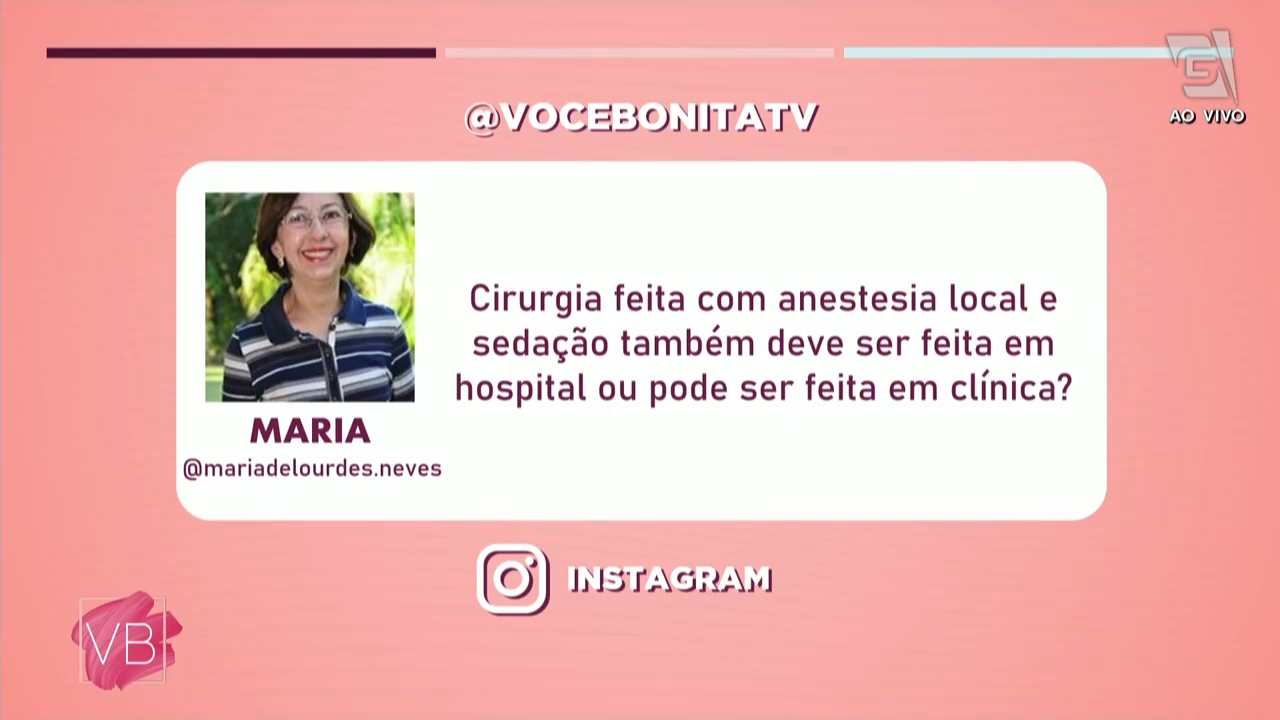 @VOCEBONITATV
AO VIVO
Cirurgia feita com anestesia local e
sedação também deve ser feita em
hospital ou pode ser feita em clínica?
MARIA
@mariadelourdes.neves
INSTAGRAM
VB